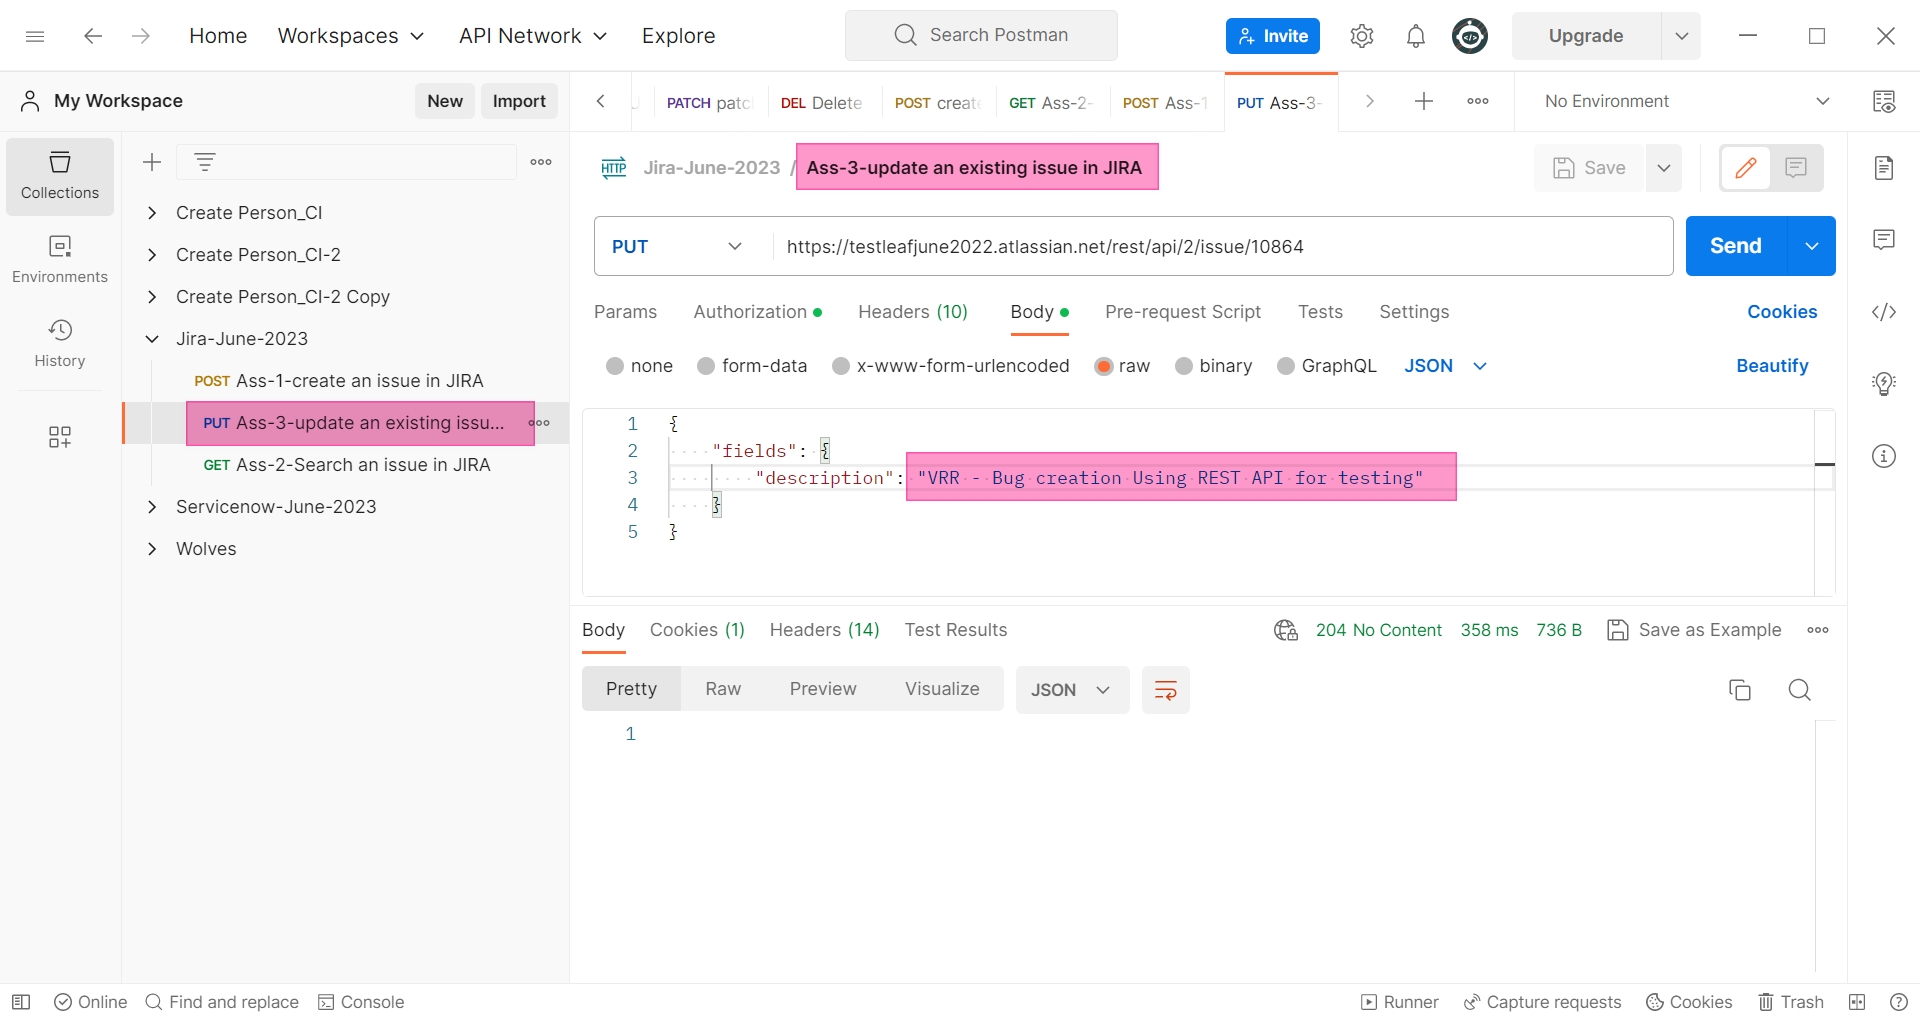 Home Workspaces API Network Explore Search Postman Invite Upgrade
My Workspace New Import PATCH patc DEL Delete POST create GET Ass-2- POST Ass-1 PUT Ass-3- No Environment
Collections
Environments
History
Create Person_CI
Create Person_CI-2
Create Person_CI-2 Copy
Jira-June-2023
POST Ass-1-create an issue in JIRA
PUT Ass-3-update an existing issu...
GET Ass-2-Search an issue in JIRA
Servicenow-June-2023
Wolves
HTTP Jira-June-2023 / Ass-3-update an existing issue in JIRA Save
PUT https://testleafjune2022.atlassian.net/rest/api/2/issue/10864 Send
Params Authorization Headers (10) Body Pre-request Script Tests Settings Cookies
none form-data x-www-form-urlencoded raw binary GraphQL JSON Beautify
1 {
2 "fields": {
3 "description": "VRR - Bug creation Using REST API for testing"
4 }
5 }
Body Cookies (1) Headers (14) Test Results 204 No Content 358 ms 736 B Save as Example
Pretty Raw Preview Visualize JSON
1
Online Find and replace Console Runner Capture requests Cookies Trash